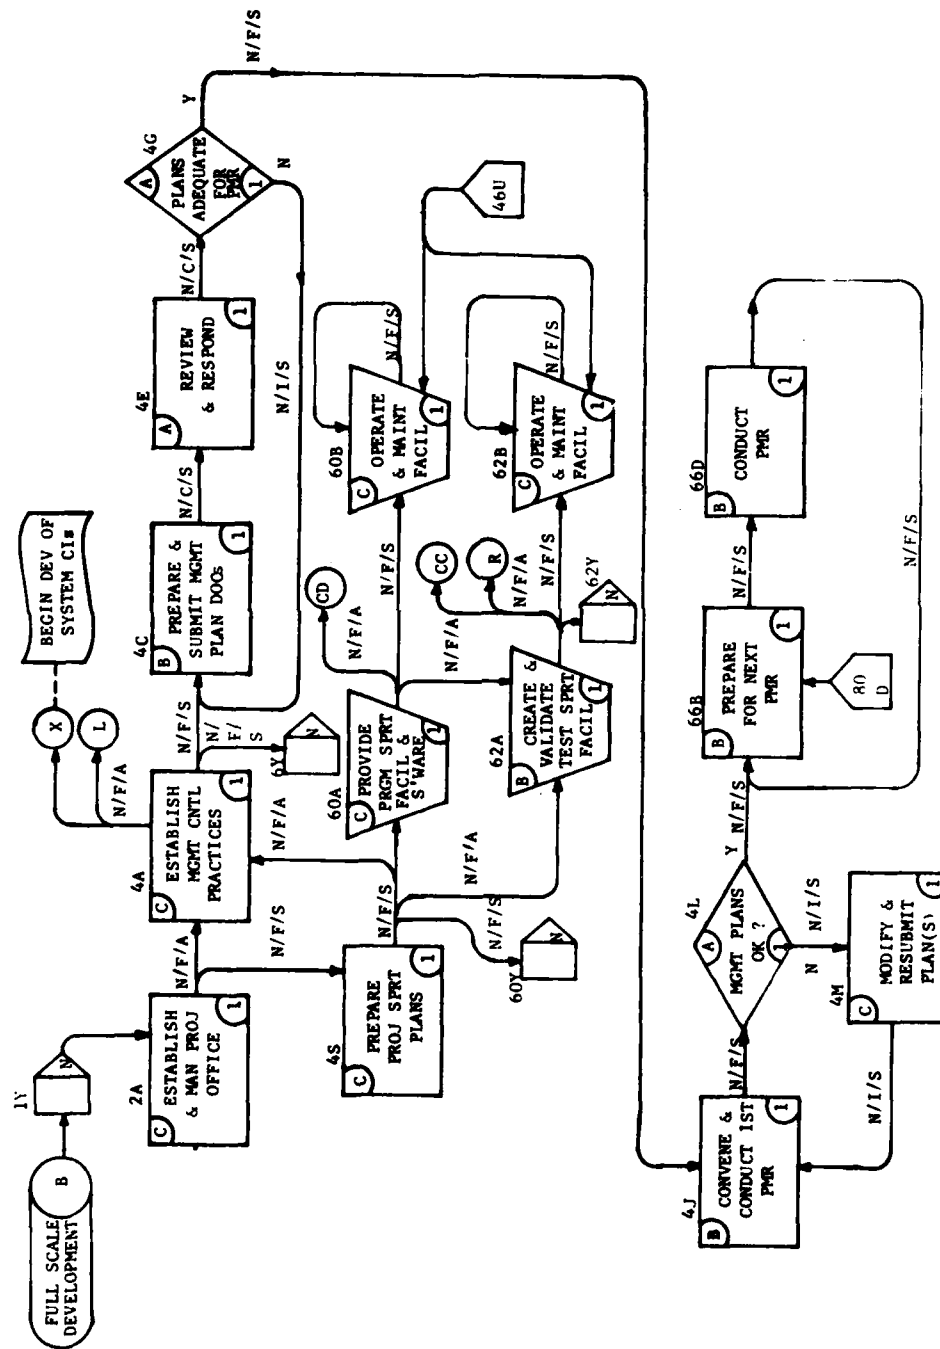 FULL SCALE
DEVELOPMENT
B
1Y
N
2A
C
ESTABLISH
& MAN PROJ
OFFICE
1
N/F/A
N/F/S
4A
C
ESTABLISH
MGMT CNTL
PRACTICES
1
N/F/A
X
L
BEGIN DEV OF
SYSTEM CIs
N/F/S
N/
F/
S
6Y
N
4C
B
PREPARE &
SUBMIT MGMT
PLAN DOCs
1
N/C/S
4E
A
REVIEW
& RESPOND
1
N/C/S
4G
A
PLANS
ADEQUATE
FOR
PMR
1
Y
N/F/S
N
N/I/S
4S
C
PREPARE
PROJ SPRT
PLANS
1
N/F/S
N/F/A
N/F/A
N/F/S
60Y
N
60A
C
PROVIDE
PRGM SPRT
FACIL &
S'WARE
1
N/F/A
CD
N/F/S
60B
C
OPERATE
& MAINT
FACIL
1
N/F/S
46U
62A
B
CREATE &
VALIDATE
TEST SPRT
FACIL
1
N/F/A
CC
N/F/A
R
N/F/S
62Y
N
62B
C
OPERATE
& MAINT
FACIL
1
N/F/S
4J
B
CONVENE &
CONDUCT 1ST
PMR
1
N/F/S
4L
A
MGMT PLANS
OK ?
1
Y
N/F/S
N
N/I/S
4M
C
MODIFY &
RESUBMIT
PLAN(S)
1
N/I/S
66B
B
PREPARE
FOR NEXT
PMR
1
80
D
N/F/S
66D
B
CONDUCT
PMR
1
N/F/S